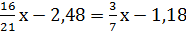 16/21 x − 2,48 = 3/7 x − 1,18